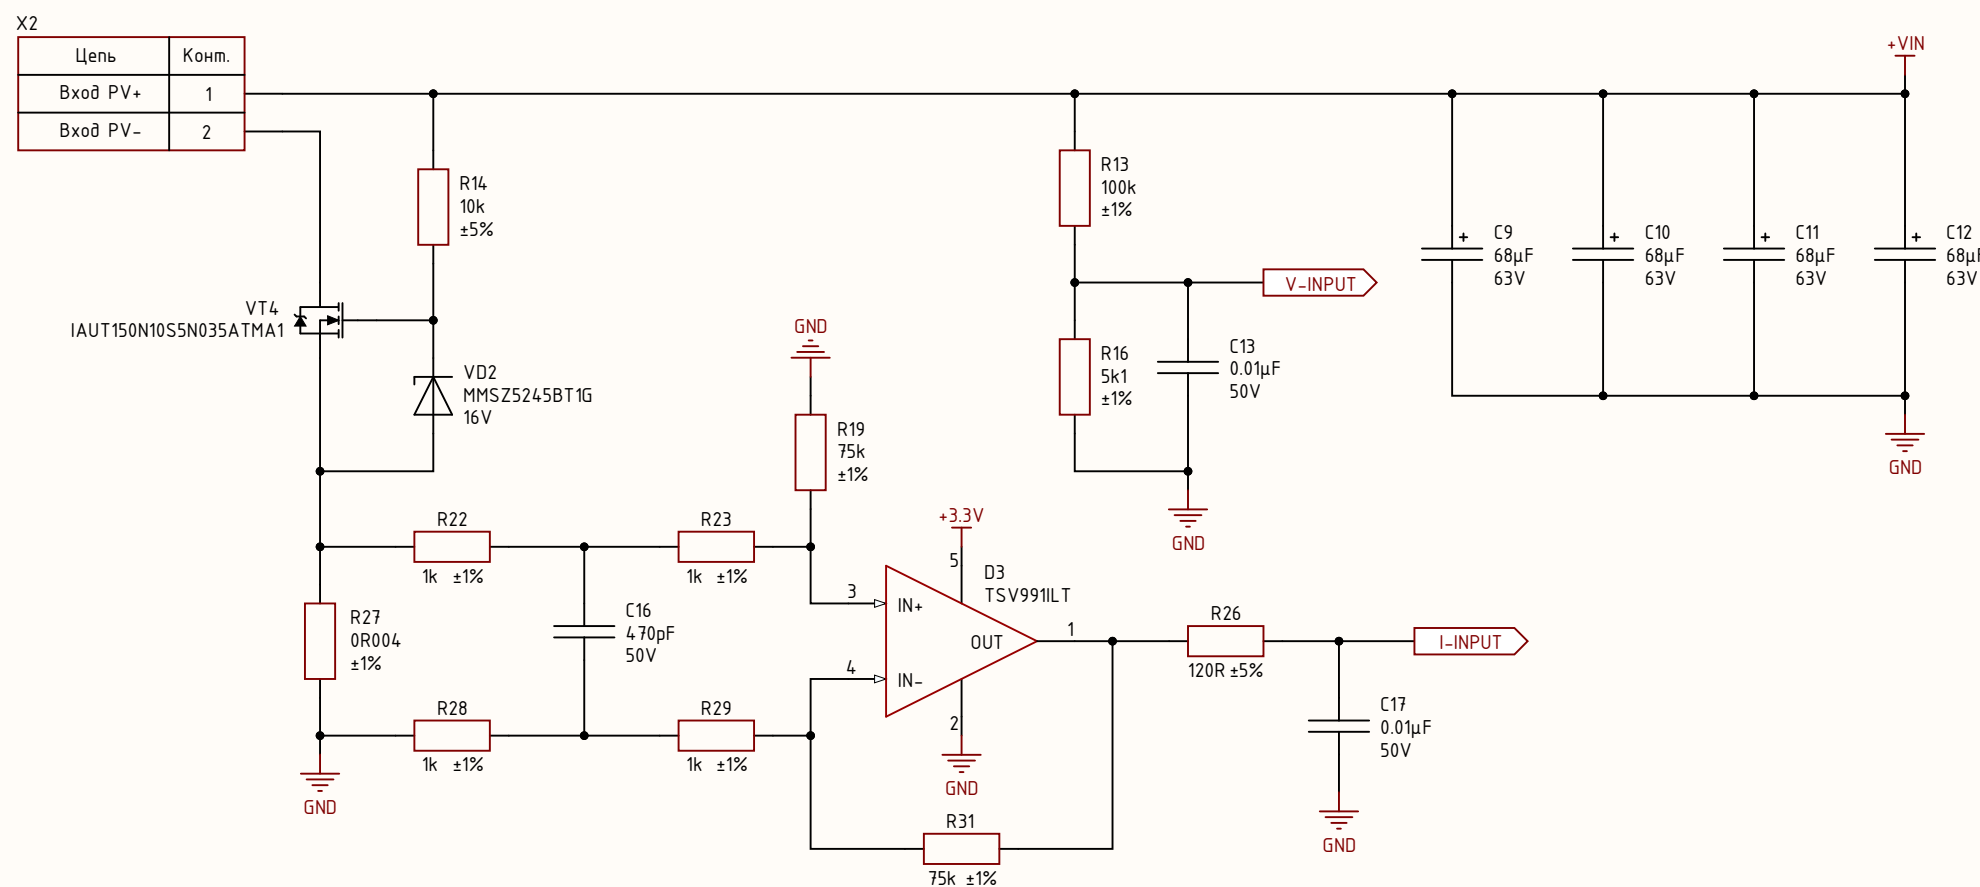 X2
Цепь Конт.
Вход PV+ 1
Вход PV- 2
+VIN
R14
10k
±5%
R13
100k
±1%
C9
68µF
63V
C10
68µF
63V
C11
68µF
63V
C12
68µF
63V
V-INPUT
VT4
IAUT150N10S5N035ATMA1
GND
R16
5k1
±1%
C13
0.01µF
50V
VD2
MMSZ5245BT1G
16V
R19
75k
±1%
GND
GND
+3.3V
R22
1k ±1%
R23
1k ±1%
5
D3
TSV991ILT
3
IN+
OUT
1
4
IN-
2
GND
R27
0R004
±1%
C16
470pF
50V
R26
120R ±5%
I-INPUT
R28
1k ±1%
R29
1k ±1%
C17
0.01µF
50V
GND
GND
R31
75k ±1%